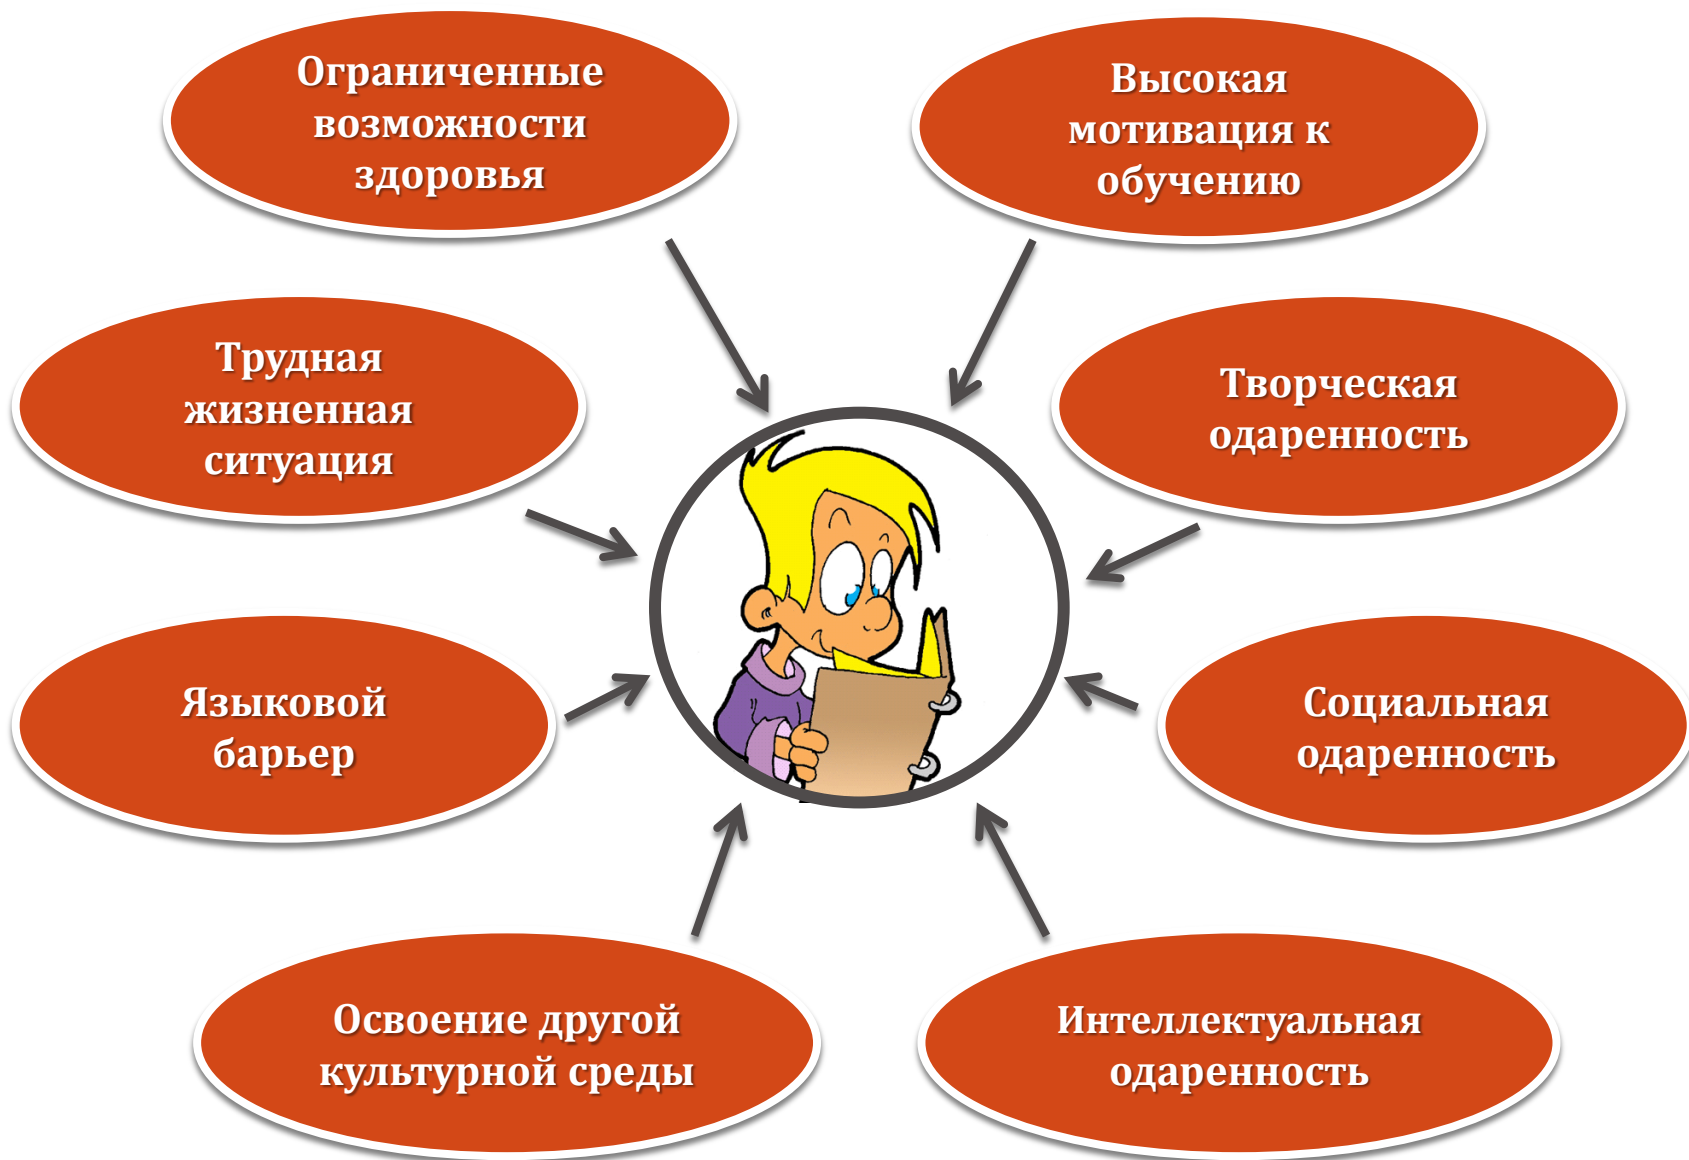 Ограниченные
возможности
здоровья
Высокая
мотивация к
обучению
Трудная
жизненная
ситуация
Творческая
одаренность
Языковой
барьер
Социальная
одаренность
Освоение другой
культурной среды
Интеллектуальная
одаренность